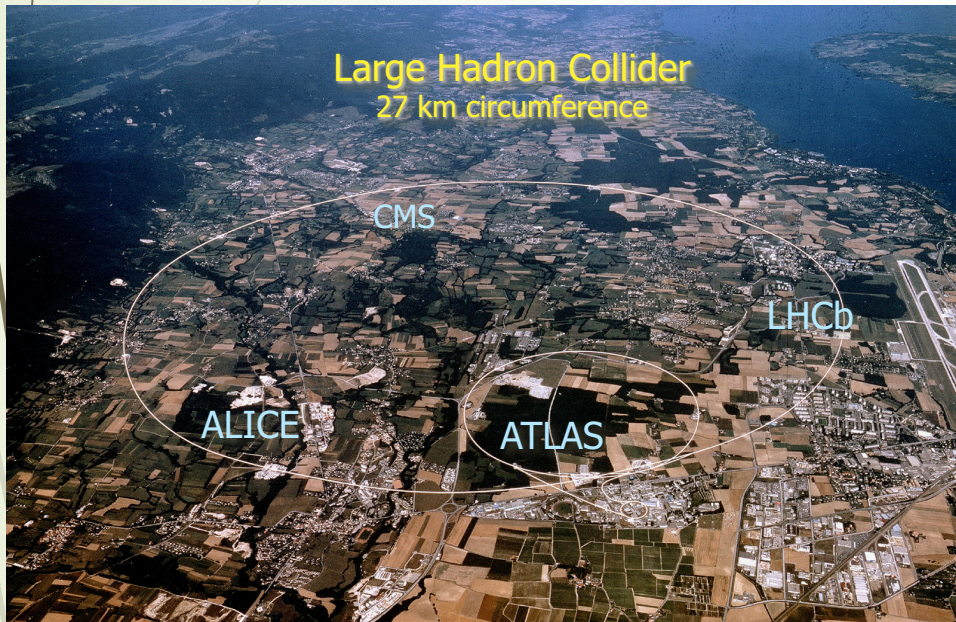 Large Hadron Collider
27 km circumference
CMS
LHCb
ALICE
ATLAS